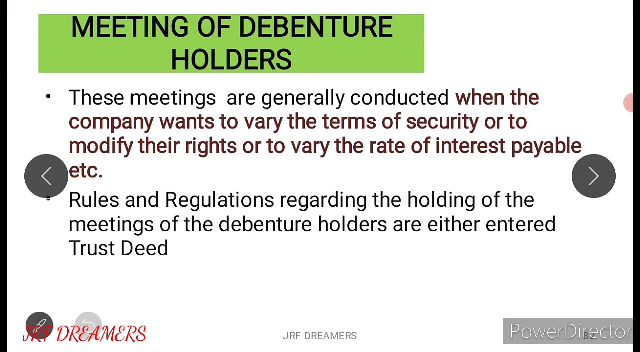 MEETING OF DEBENTURE
HOLDERS
• These meetings are generally conducted when the
company wants to vary the terms of security or to
modify their rights or to vary the rate of interest payable
etc.
• Rules and Regulations regarding the holding of the
meetings of the debenture holders are either entered
Trust Deed
JRF DREAMERS
JRF DREAMERS
PowerDirector